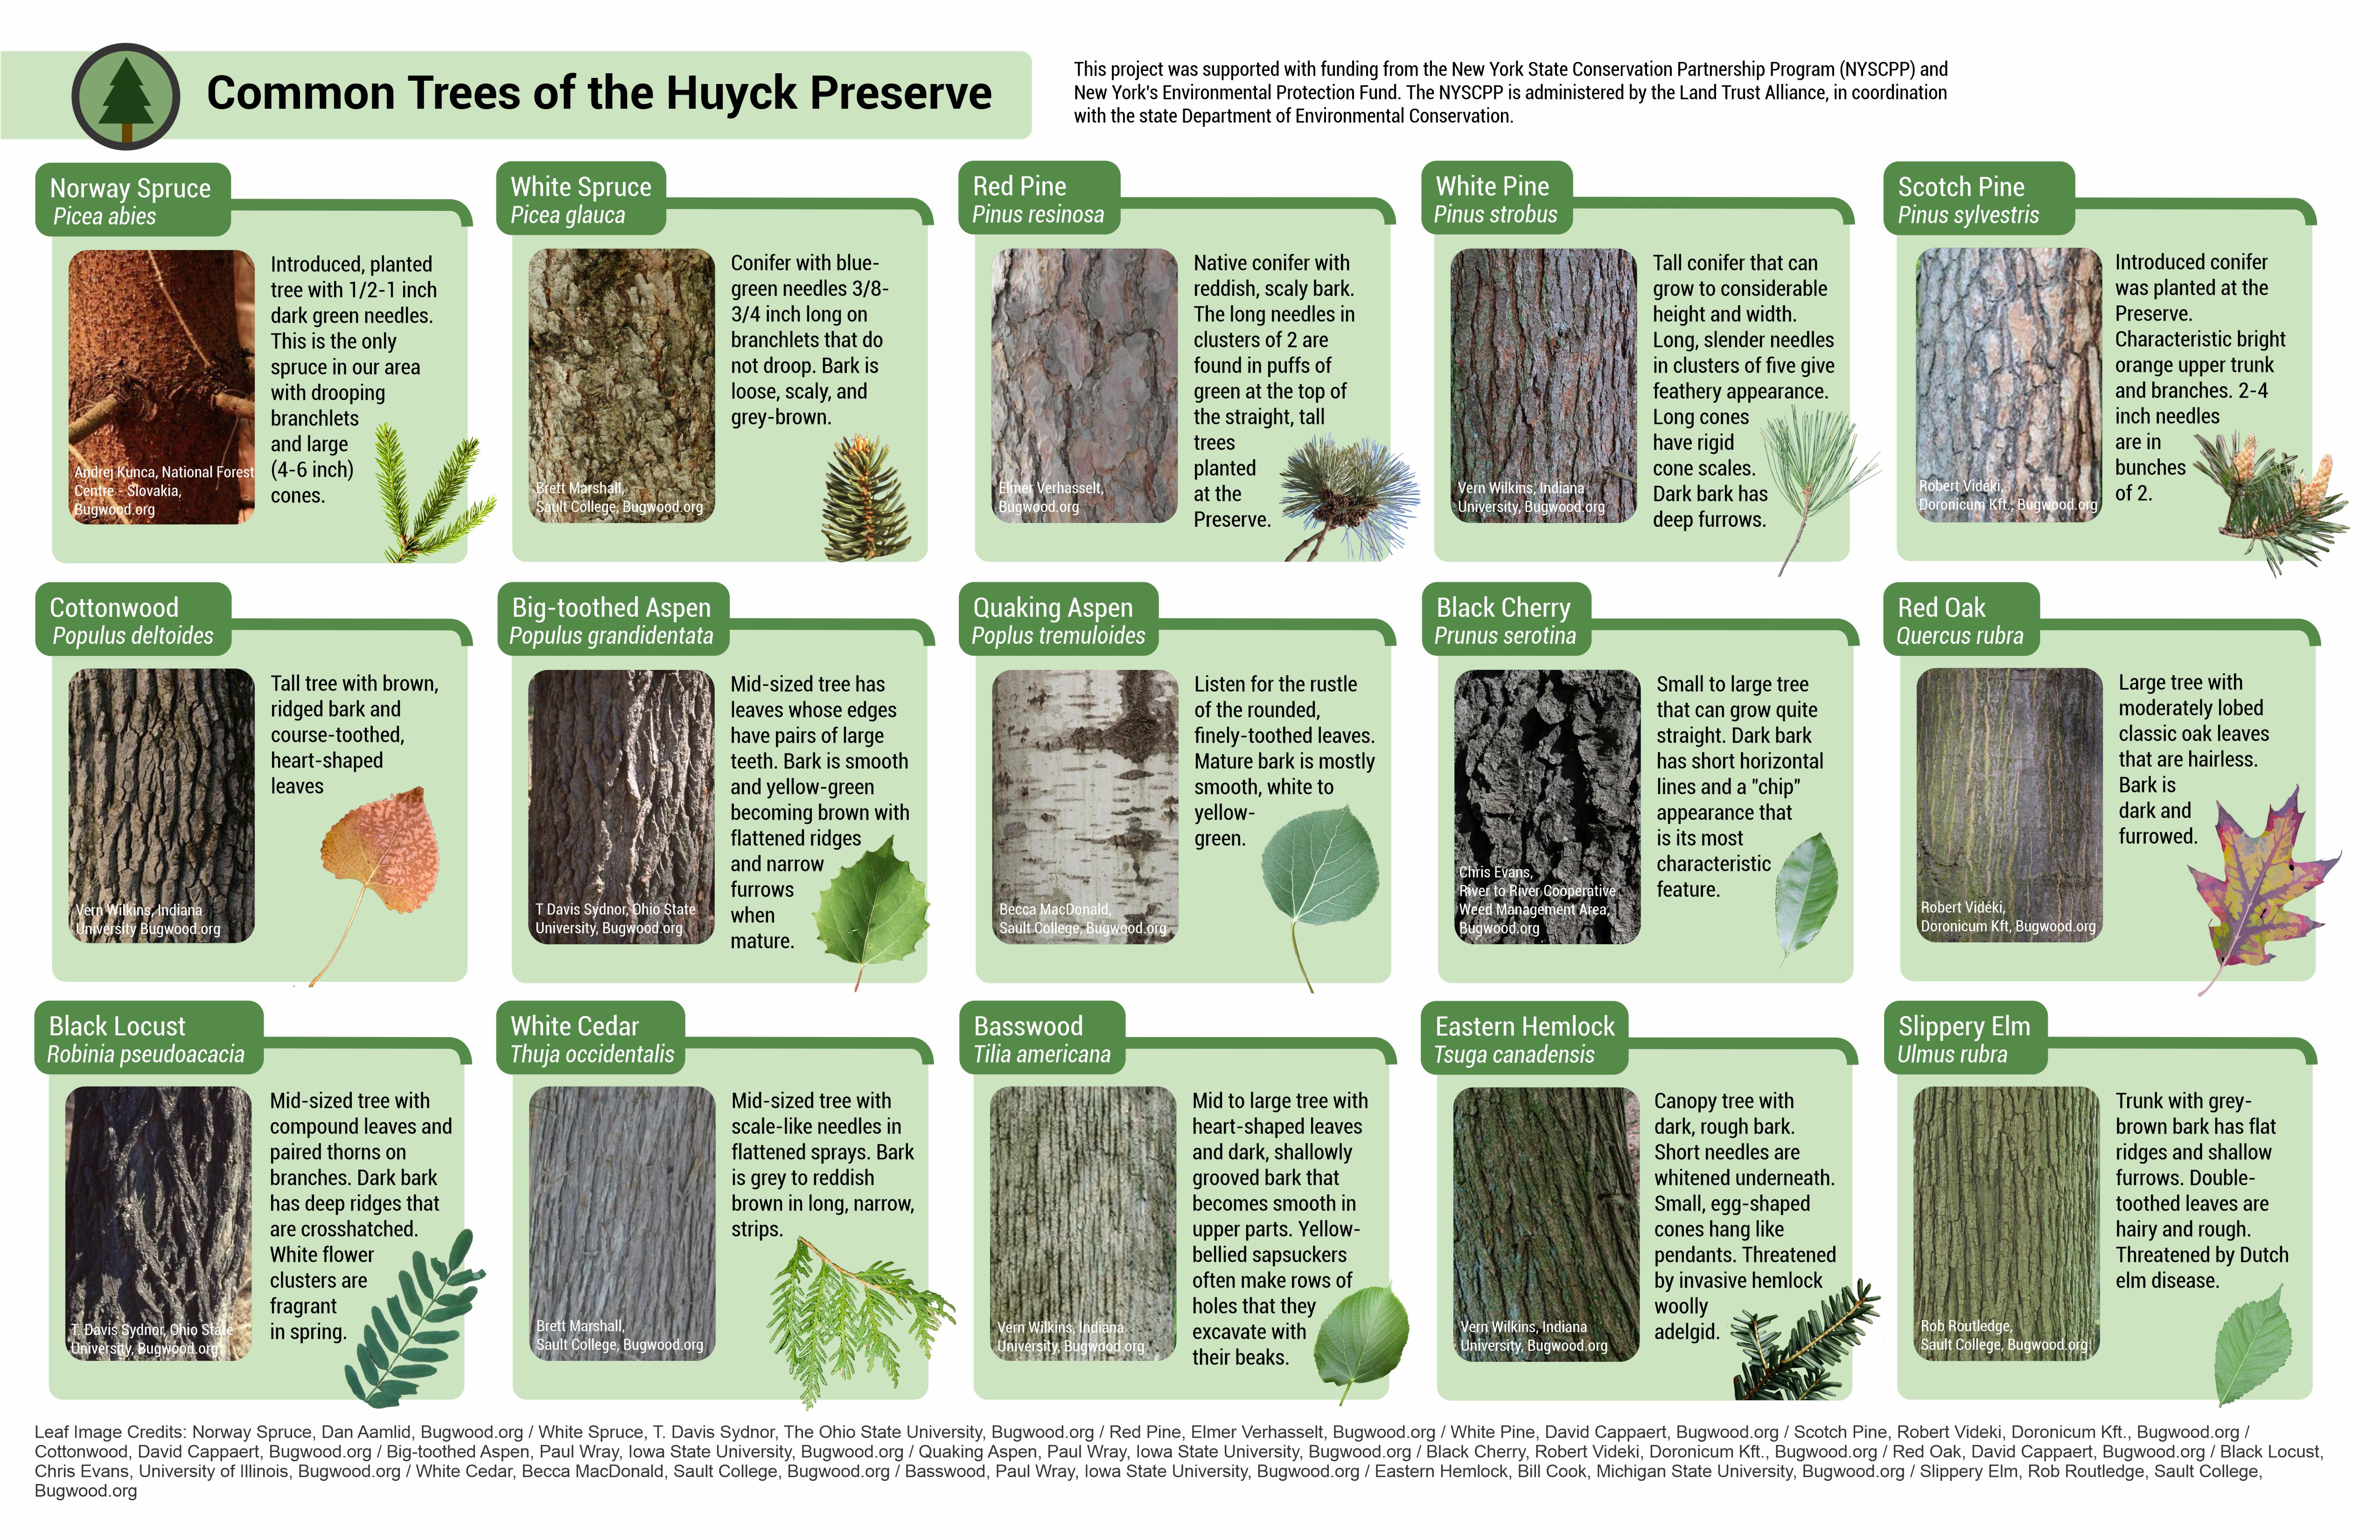 Common Trees of the Huyck Preserve
This project was supported with funding from the New York State Conservation Partnership Program (NYSCPP) and
New York's Environmental Protection Fund. The NYSCPP is administered by the Land Trust Alliance, in coordination
with the state Department of Environmental Conservation.
Norway Spruce
Picea abies
Introduced, planted
tree with 1/2-1 inch
dark green needles.
This is the only
spruce in our area
with drooping
branchlets
and large
(4-6 inch)
cones.
Andrej Kunca, National Forest
Centre - Slovakia,
Bugwood.org
White Spruce
Picea glauca
Conifer with blue-
green needles 3/8-
3/4 inch long on
branchlets that do
not droop. Bark is
loose, scaly, and
grey-brown.
Brett Marshall,
Sault College, Bugwood.org
Red Pine
Pinus resinosa
Native conifer with
reddish, scaly bark.
The long needles in
clusters of 2 are
found in puffs of
green at the top of
the straight, tall
trees
planted
at the
Preserve.
Elmer Verhasselt,
Bugwood.org
White Pine
Pinus strobus
Tall conifer that can
grow to considerable
height and width.
Long, slender needles
in clusters of five give
feathery appearance.
Long cones
have rigid
cone scales.
Dark bark has
deep furrows.
Vern Wilkins, Indiana
University, Bugwood.org
Scotch Pine
Pinus sylvestris
Introduced conifer
was planted at the
Preserve.
Characteristic bright
orange upper trunk
and branches. 2-4
inch needles
are in
bunches
of 2.
Robert Videki,
Doronicum Kft., Bugwood.org
Cottonwood
Populus deltoides
Tall tree with brown,
ridged bark and
course-toothed,
heart-shaped
leaves
Vern Wilkins, Indiana
University Bugwood.org
Big-toothed Aspen
Populus grandidentata
Mid-sized tree has
leaves whose edges
have pairs of large
teeth. Bark is smooth
and yellow-green
becoming brown with
flattened ridges
and narrow
furrows
when
mature.
T Davis Sydnor, Ohio State
University, Bugwood.org
Quaking Aspen
Poplus tremuloides
Listen for the rustle
of the rounded,
finely-toothed leaves.
Mature bark is mostly
smooth, white to
yellow-
green.
Becca MacDonald,
Sault College, Bugwood.org
Black Cherry
Prunus serotina
Small to large tree
that can grow quite
straight. Dark bark
has short horizontal
lines and a "chip"
appearance that
is its most
characteristic
feature.
Chris Evans,
River to River Cooperative
Weed Management Area,
Bugwood.org
Red Oak
Quercus rubra
Large tree with
moderately lobed
classic oak leaves
that are hairless.
Bark is
dark and
furrowed.
Robert Vidéki,
Doronicum Kft, Bugwood.org
Black Locust
Robinia pseudoacacia
Mid-sized tree with
compound leaves and
paired thorns on
branches. Dark bark
has deep ridges that
are crosshatched.
White flower
clusters are
fragrant
in spring.
T. Davis Sydnor, Ohio State
University, Bugwood.org
White Cedar
Thuja occidentalis
Mid-sized tree with
scale-like needles in
flattened sprays. Bark
is grey to reddish
brown in long, narrow,
strips.
Brett Marshall,
Sault College, Bugwood.org
Basswood
Tilia americana
Mid to large tree with
heart-shaped leaves
and dark, shallowly
grooved bark that
becomes smooth in
upper parts. Yellow-
bellied sapsuckers
often make rows of
holes that they
excavate with
their beaks.
Vern Wilkins, Indiana
University, Bugwood.org
Eastern Hemlock
Tsuga canadensis
Canopy tree with
dark, rough bark.
Short needles are
whitened underneath.
Small, egg-shaped
cones hang like
pendants. Threatened
by invasive hemlock
woolly
adelgid.
Vern Wilkins, Indiana
University, Bugwood.org
Slippery Elm
Ulmus rubra
Trunk with grey-
brown bark has flat
ridges and shallow
furrows. Double-
toothed leaves are
hairy and rough.
Threatened by Dutch
elm disease.
Rob Routledge,
Sault College, Bugwood.org
Leaf Image Credits: Norway Spruce, Dan Aamlid, Bugwood.org / White Spruce, T. Davis Sydnor, The Ohio State University, Bugwood.org / Red Pine, Elmer Verhasselt, Bugwood.org / White Pine, David Cappaert, Bugwood.org / Scotch Pine, Robert Videki, Doronicum Kft., Bugwood.org /
Cottonwood, David Cappaert, Bugwood.org / Big-toothed Aspen, Paul Wray, Iowa State University, Bugwood.org / Quaking Aspen, Paul Wray, Iowa State University, Bugwood.org / Black Cherry, Robert Videki, Doronicum Kft., Bugwood.org / Red Oak, David Cappaert, Bugwood.org / Black Locust,
Chris Evans, University of Illinois, Bugwood.org / White Cedar, Becca MacDonald, Sault College, Bugwood.org / Basswood, Paul Wray, Iowa State University, Bugwood.org / Eastern Hemlock, Bill Cook, Michigan State University, Bugwood.org / Slippery Elm, Rob Routledge, Sault College,
Bugwood.org